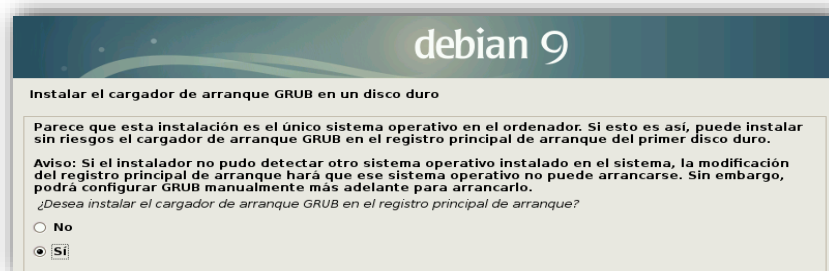 debian 9
Instalar el cargador de arranque GRUB en un disco duro
Parece que esta instalación es el único sistema operativo en el ordenador. Si esto es así, puede instalar
sin riesgos el cargador de arranque GRUB en el registro principal de arranque del primer disco duro.
Aviso: Si el instalador no pudo detectar otro sistema operativo instalado en el sistema, la modificación
del registro principal de arranque hará que ese sistema operativo no puede arrancarse. Sin embargo,
podrá configurar GRUB manualmente más adelante para arrancarlo.
¿Desea instalar el cargador de arranque GRUB en el registro principal de arranque?
No
Sí